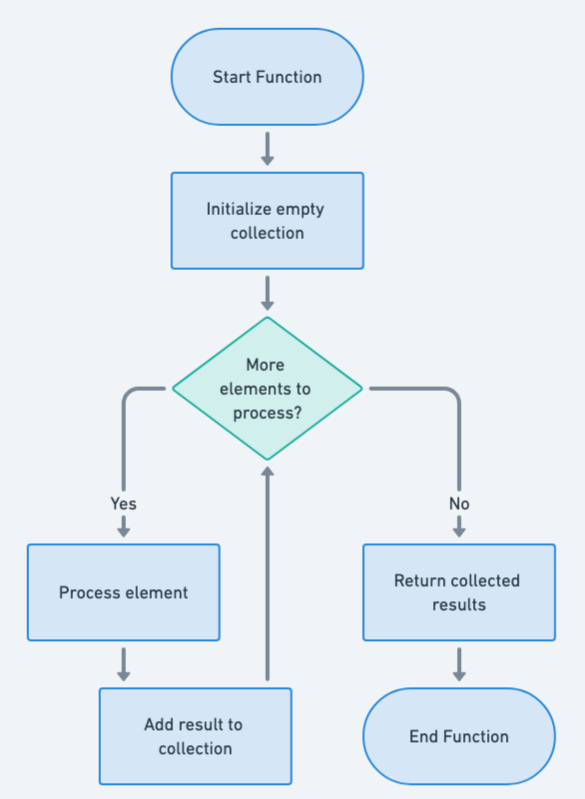 Start Function
Initialize empty
collection
More
elements to
process?
Yes
No
Process element
Return collected
results
Add result to
collection
End Function